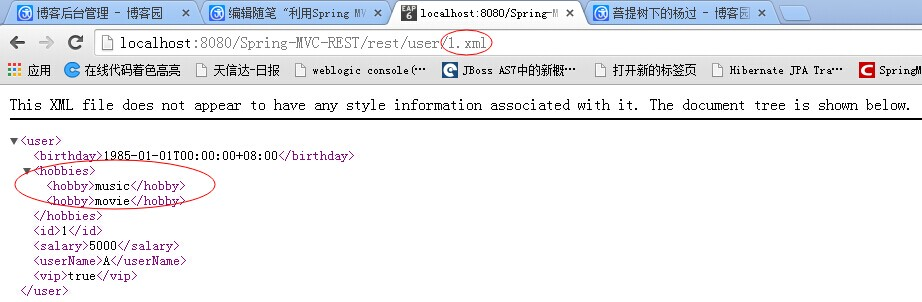 博客后台管理 - 博客园
编辑随笔 "利用Spring MV
EAP 6 localhost:8080/Spring-M
菩提树下的杨过 - 博客园
localhost:8080/Spring-MVC-REST/rest/user/1.xml
应用 在线代码着色高亮 天信达-日报 weblogic console(一… JBoss AS7中的新概… 打开新的标签页 Hibernate JPA Tra… SpringM
This XML file does not appear to have any style information associated with it. The document tree is shown below.
▼<user>
<birthday>1985-01-01T00:00:00+08:00</birthday>
▼<hobbies>
<hobby>music</hobby>
<hobby>movie</hobby>
</hobbies>
<id>1</id>
<salary>5000</salary>
<userName>A</userName>
<vip>true</vip>
</user>